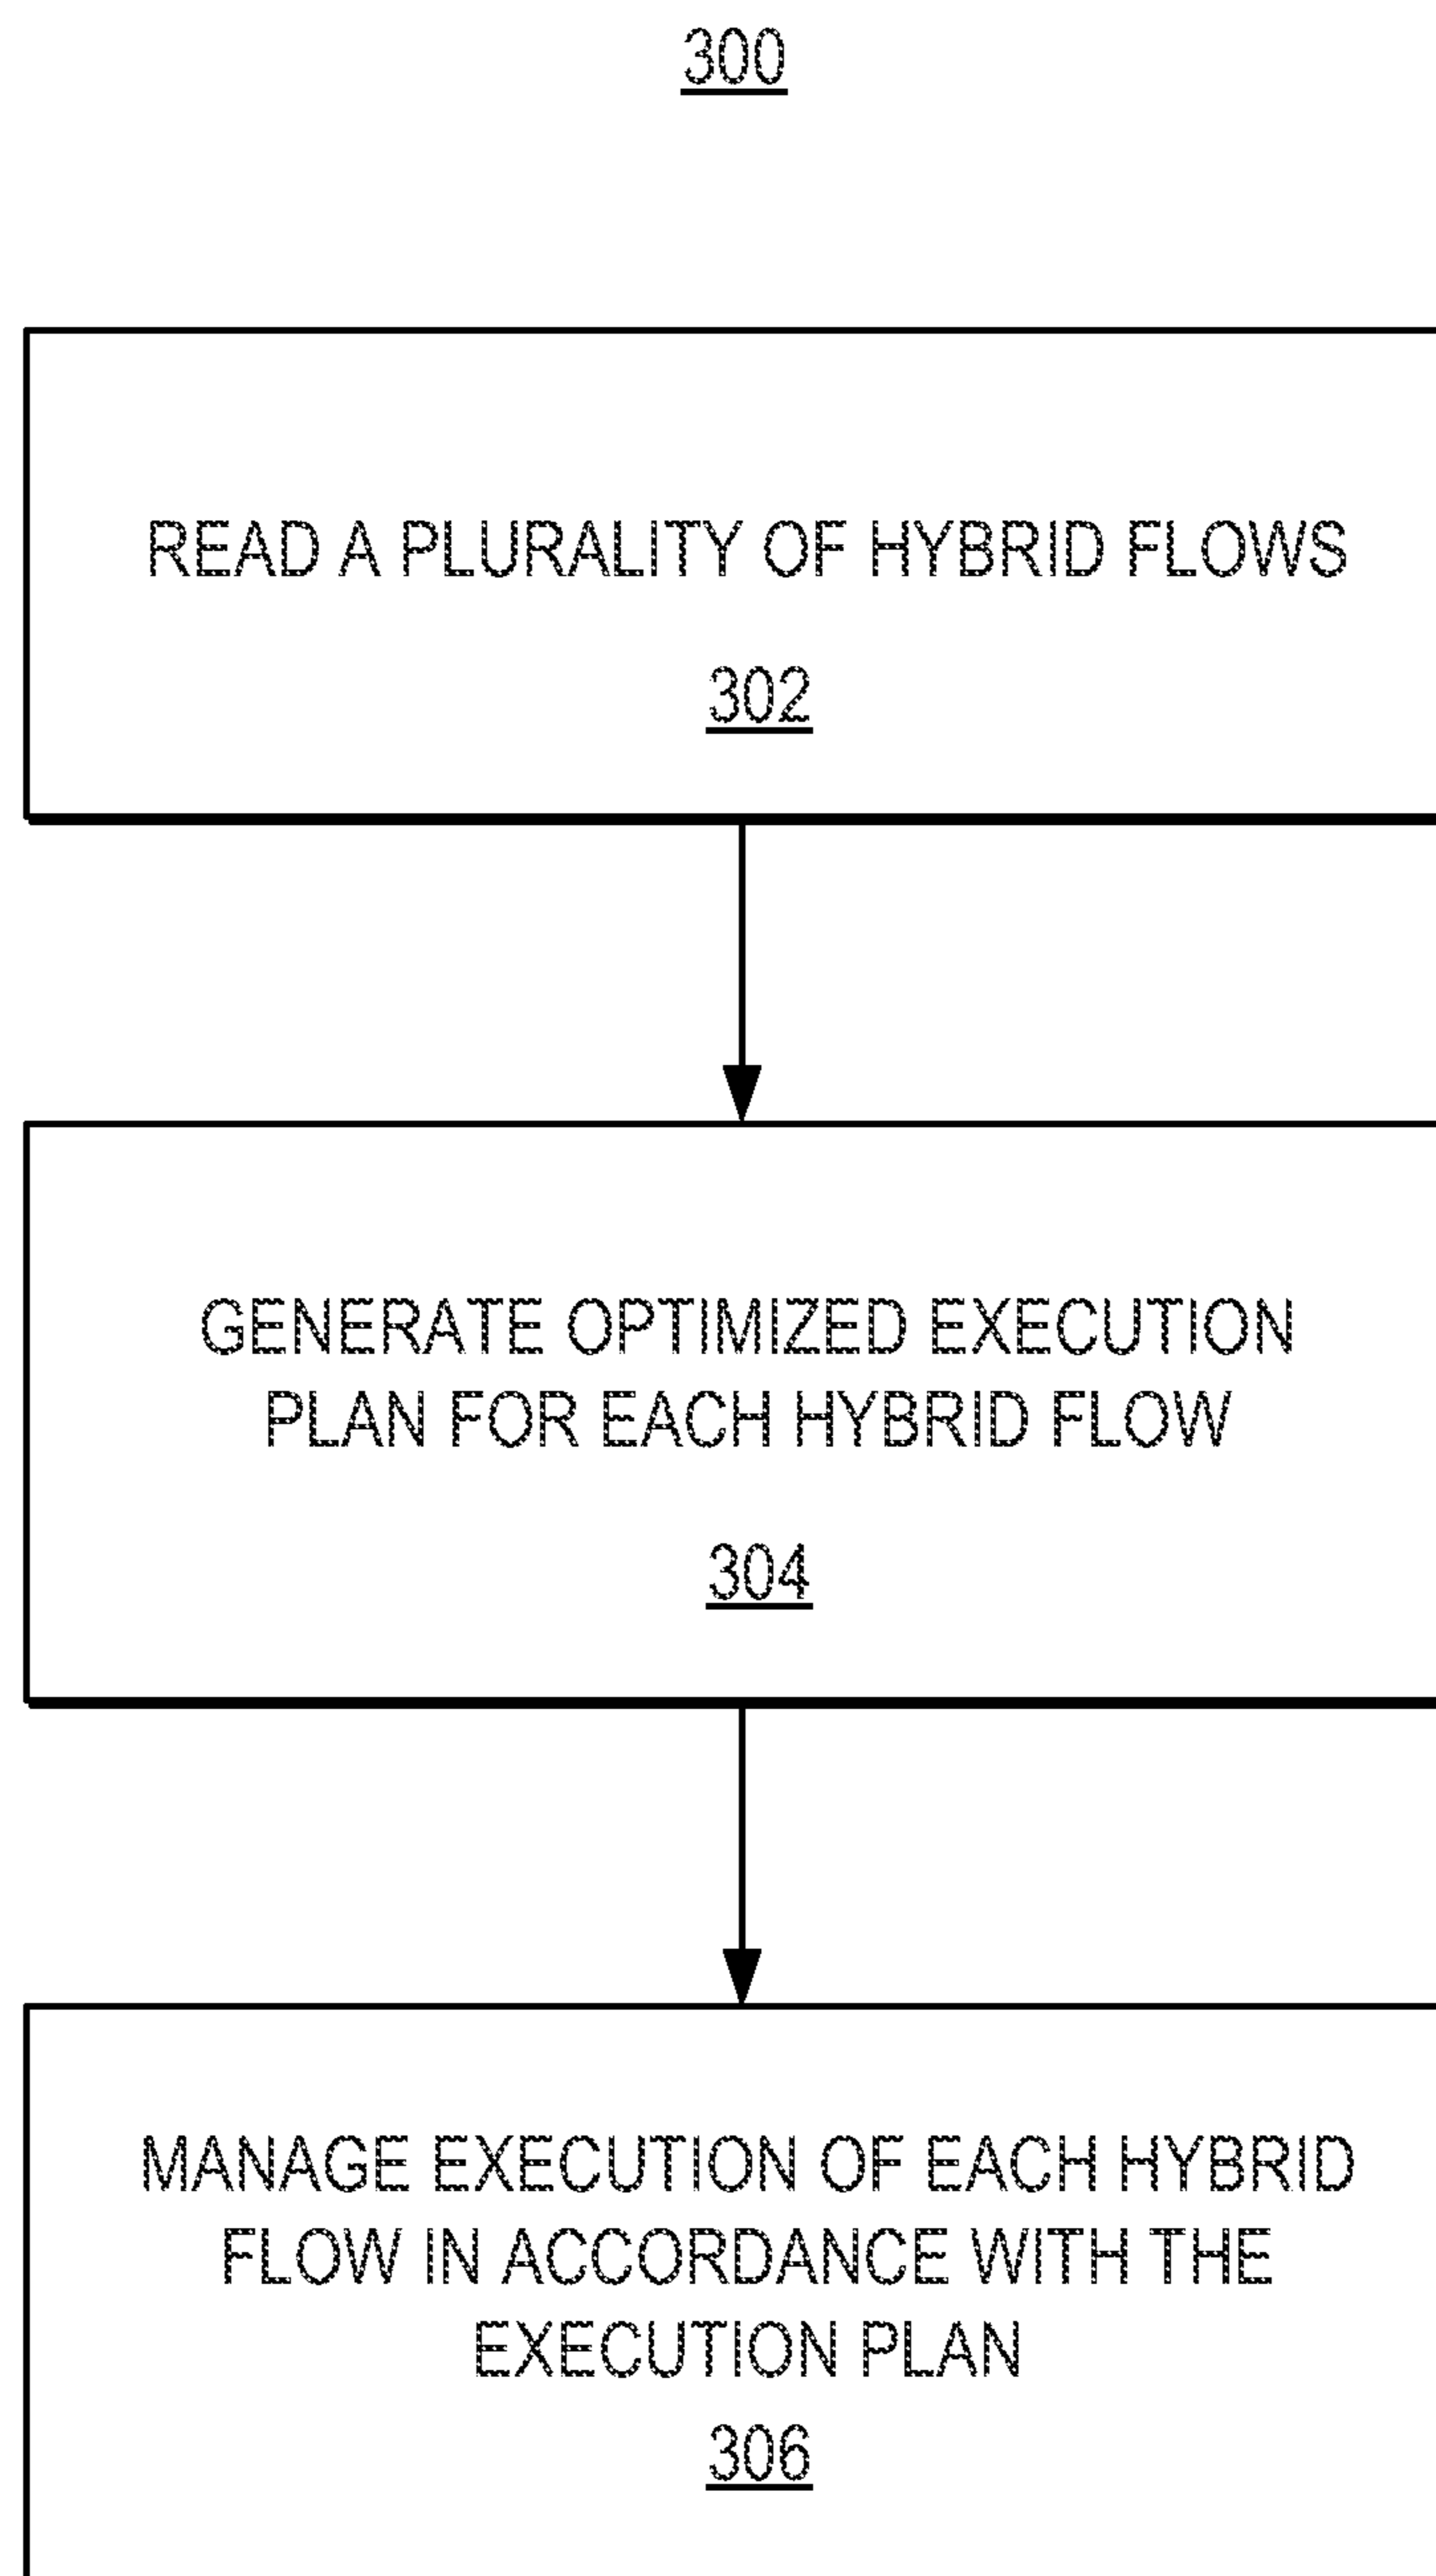 300
READ A PLURALITY OF HYBRID FLOWS
302
GENERATE OPTIMIZED EXECUTION
PLAN FOR EACH HYBRID FLOW
304
MANAGE EXECUTION OF EACH HYBRID
FLOW IN ACCORDANCE WITH THE
EXECUTION PLAN
306